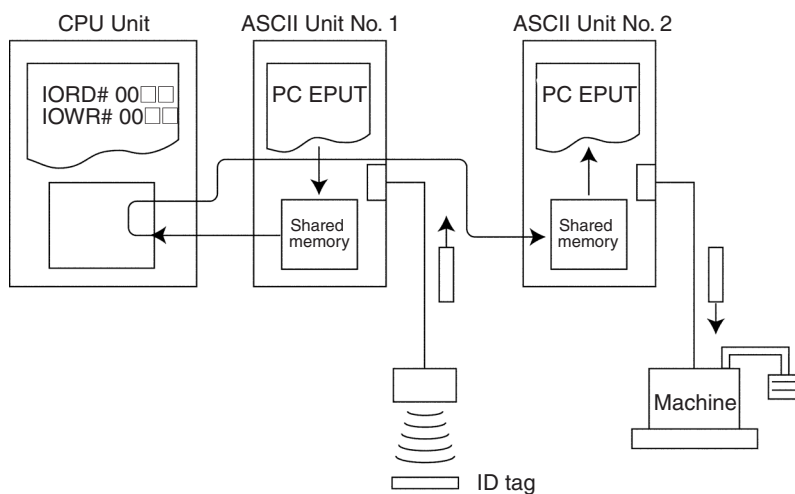 CPU Unit
ASCII Unit No. 1
ASCII Unit No. 2
IORD# 00□□
IOWR# 00□□
PC EPUT
PC EPUT
Shared
memory
Shared
memory
Machine
ID tag